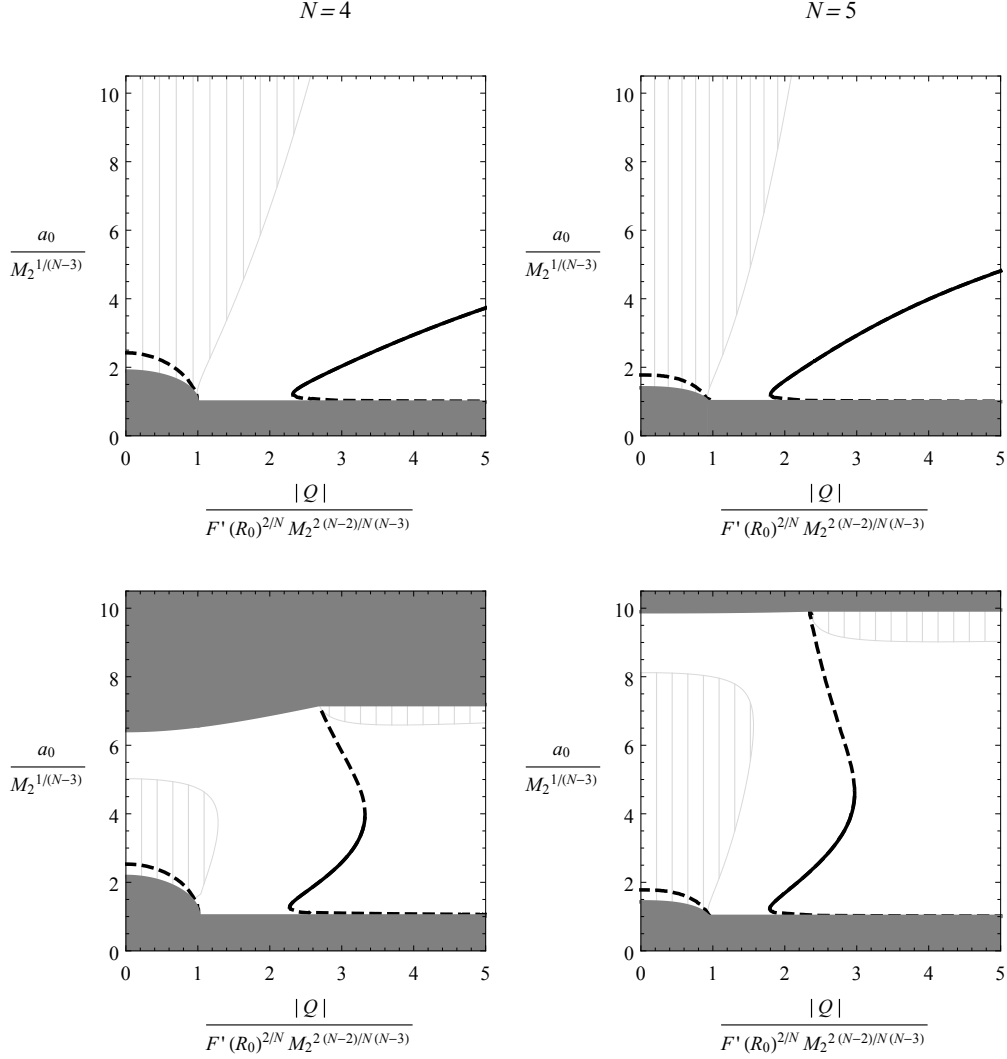 N = 4
N = 5
10
8
6
4
2
0
0 1 2 3 4 5
a₀
M₂^{1/(N−3)}
|Q|
F' (R₀)^{2/N} M₂^{2 (N−2)/N (N−3)}
10
8
6
4
2
0
0 1 2 3 4 5
a₀
M₂^{1/(N−3)}
|Q|
F' (R₀)^{2/N} M₂^{2 (N−2)/N (N−3)}
10
8
6
4
2
0
0 1 2 3 4 5
a₀
M₂^{1/(N−3)}
|Q|
F' (R₀)^{2/N} M₂^{2 (N−2)/N (N−3)}
10
8
6
4
2
0
0 1 2 3 4 5
a₀
M₂^{1/(N−3)}
|Q|
F' (R₀)^{2/N} M₂^{2 (N−2)/N (N−3)}